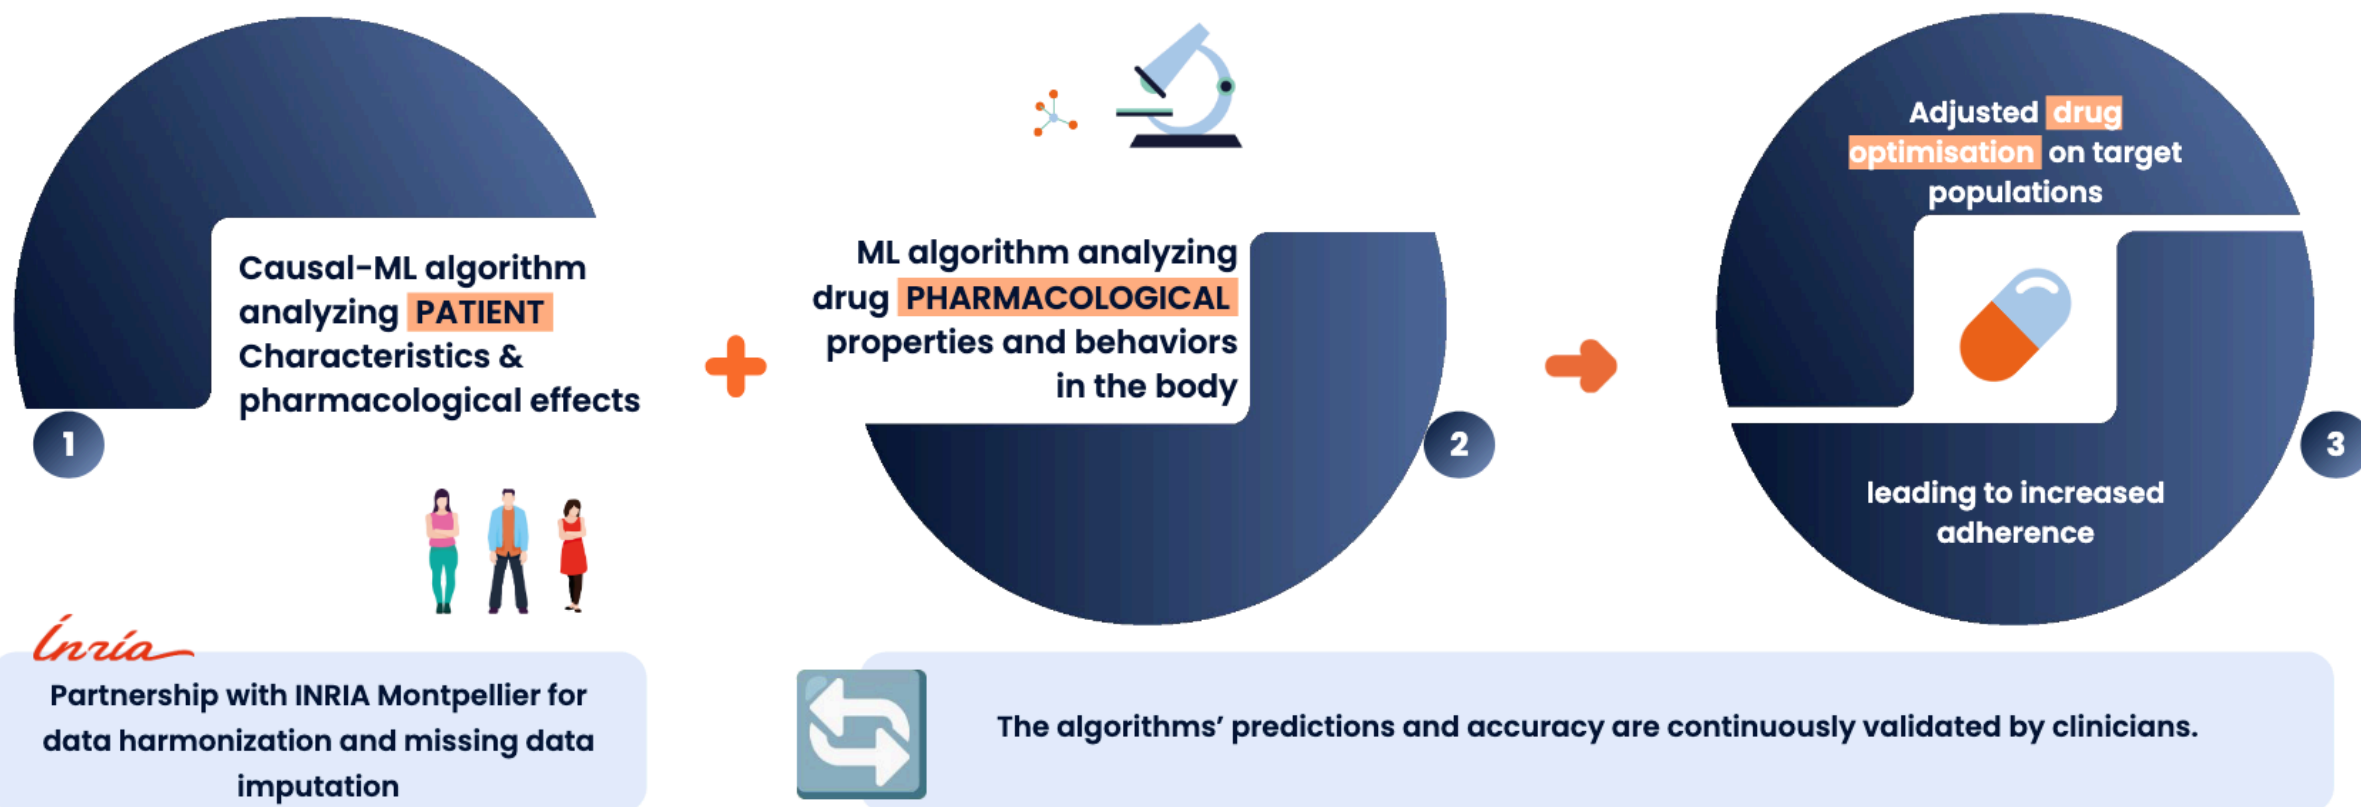 Causal-ML algorithm
analyzing PATIENT
Characteristics &
pharmacological effects
1
ML algorithm analyzing
drug PHARMACOLOGICAL
properties and behaviors
in the body
2
Adjusted drug
optimisation on target
populations
leading to increased
adherence
3
Inria
Partnership with INRIA Montpellier for
data harmonization and missing data
imputation
The algorithms’ predictions and accuracy are continuously validated by clinicians.